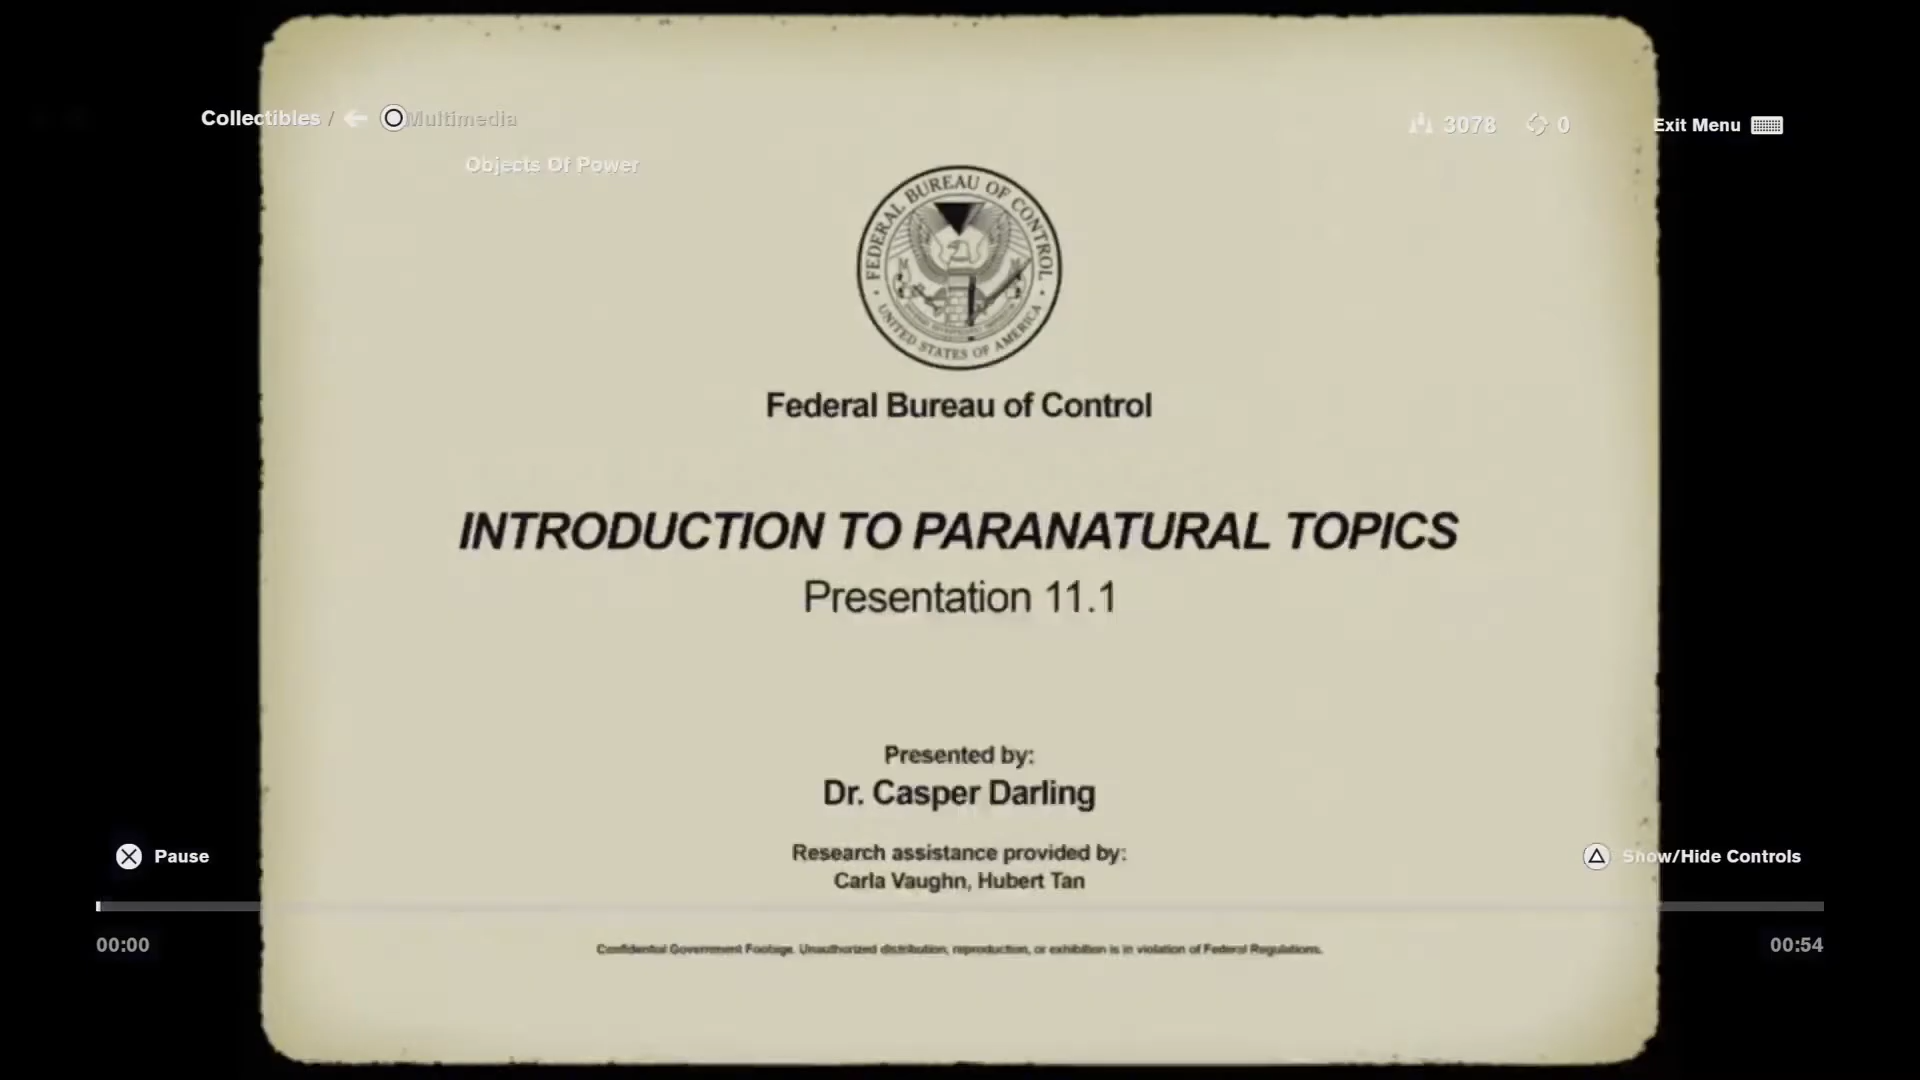 Collectibles / Multimedia
3078 0
Exit Menu
Objects Of Power
FEDERAL BUREAU OF CONTROL
UNITED STATES OF AMERICA
Federal Bureau of Control
INTRODUCTION TO PARANATURAL TOPICS
Presentation 11.1
Presented by:
Dr. Casper Darling
Pause
Show/Hide Controls
Research assistance provided by:
Carla Vaughn, Hubert Tan
00:00
00:54
Confidential Government Footage. Unauthorized distribution, reproduction, or exhibition is in violation of Federal Regulations.